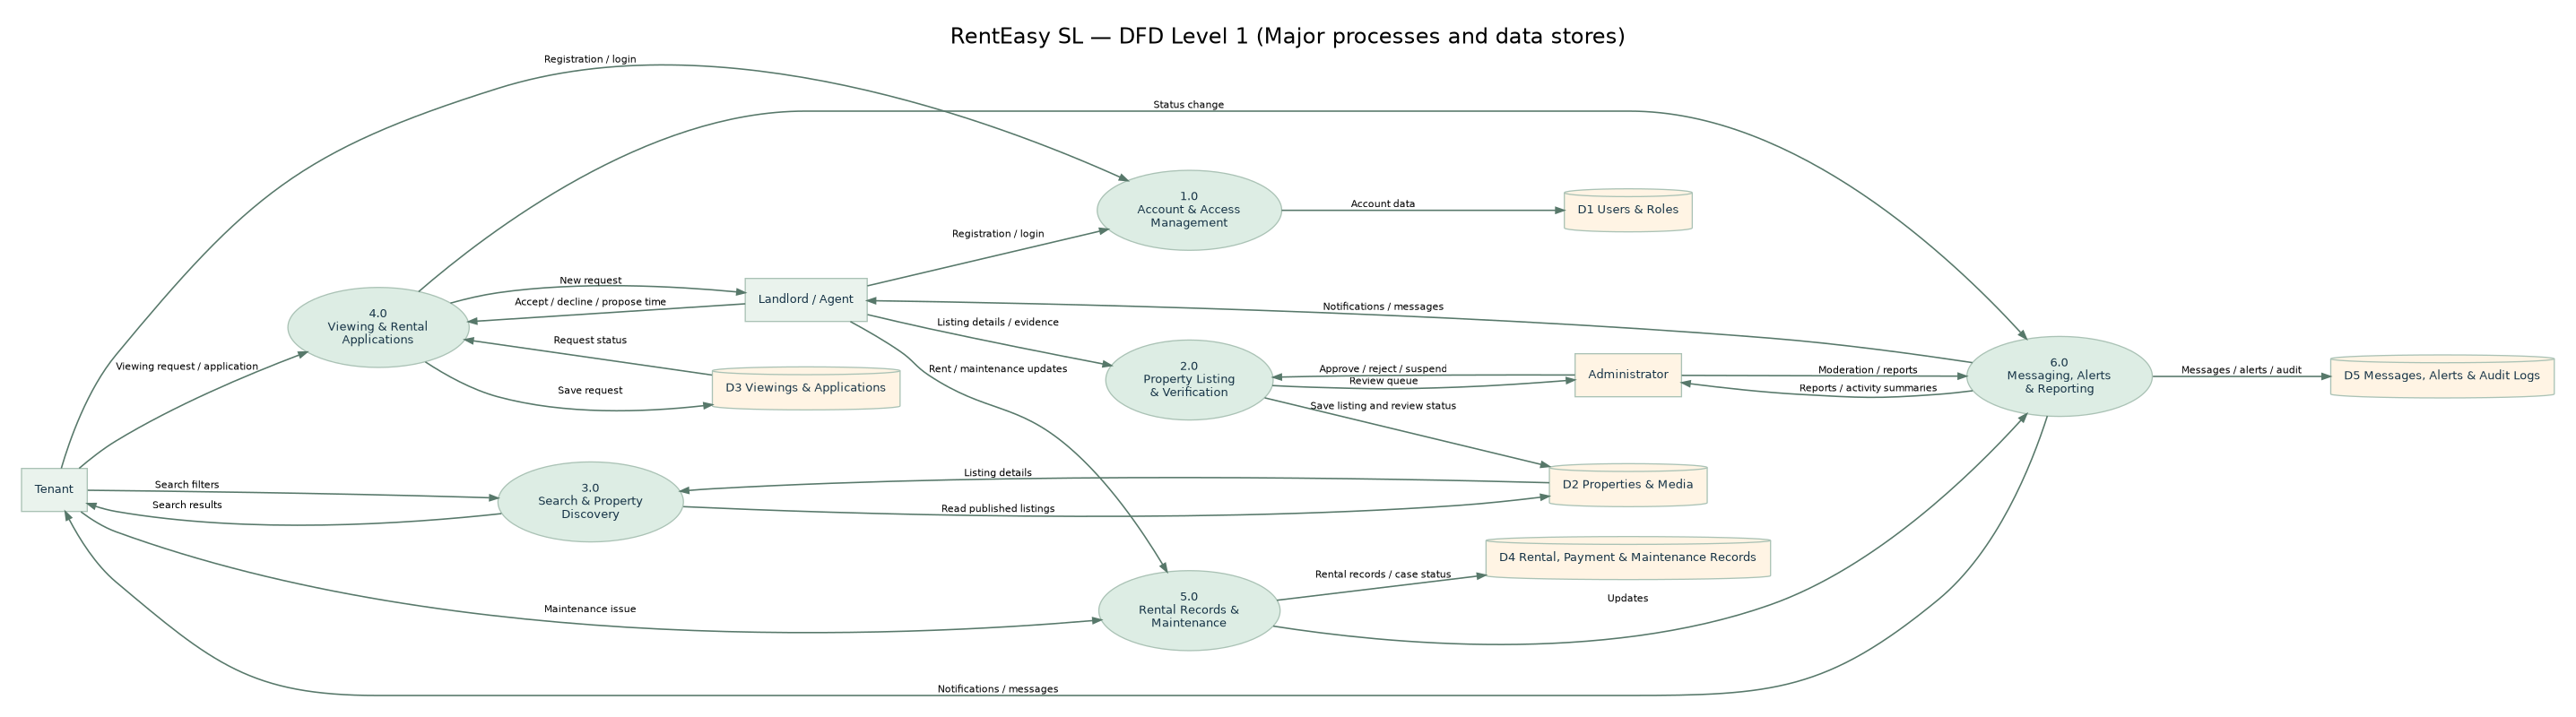 RentEasy SL — DFD Level 1 (Major processes and data stores)
Registration / login
Status change
1.0
Account & Access
Management
Account data
D1 Users & Roles
Registration / login
4.0
Viewing & Rental
Applications
New request
Accept / decline / propose time
Landlord / Agent
Notifications / messages
Listing details / evidence
Request status
Save request
D3 Viewings & Applications
Viewing request / application
Rent / maintenance updates
2.0
Property Listing
& Verification
Approve / reject / suspend
Review queue
Administrator
Moderation / reports
Reports / activity summaries
6.0
Messaging, Alerts
& Reporting
Messages / alerts / audit
D5 Messages, Alerts & Audit Logs
Save listing and review status
Tenant
Search filters
Search results
3.0
Search & Property
Discovery
Listing details
Read published listings
D2 Properties & Media
D4 Rental, Payment & Maintenance Records
Rental records / case status
5.0
Rental Records &
Maintenance
Maintenance issue
Updates
Notifications / messages